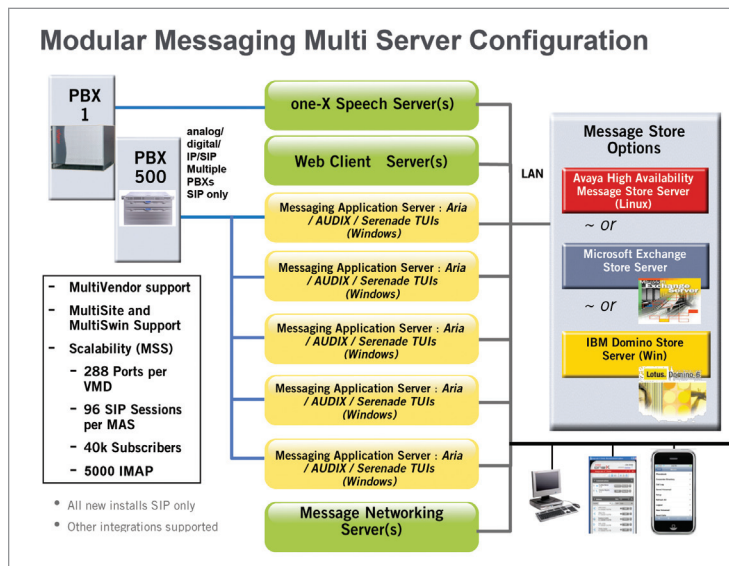 Modular Messaging Multi Server Configuration
PBX
1
PBX
500
analog/
digital/
IP/SIP
Multiple
PBXs
SIP only
one-X Speech Server(s)
Web Client Server(s)
Messaging Application Server : Aria
/ AUDIX / Serenade TUIs
(Windows)
Messaging Application Server : Aria
/ AUDIX / Serenade TUIs
(Windows)
Messaging Application Server : Aria
/ AUDIX / Serenade TUIs
(Windows)
Messaging Application Server : Aria
/ AUDIX / Serenade TUIs
(Windows)
Messaging Application Server : Aria
/ AUDIX / Serenade TUIs
(Windows)
Message Networking
Server(s)
LAN
Message Store
Options
Avaya High Availability
Message Store Server
(Linux)
~ or
Microsoft Exchange
Store Server
Exchange
Server
~ or
IBM Domino Store
Server (Win)
Lotus. Domino 6
- MultiVendor support
- MultiSite and
MultiSwin Support
- Scalability (MSS)
- 288 Ports per
VMD
- 96 SIP Sessions
per MAS
- 40k Subscribers
- 5000 IMAP
• All new installs SIP only
• Other integrations supported